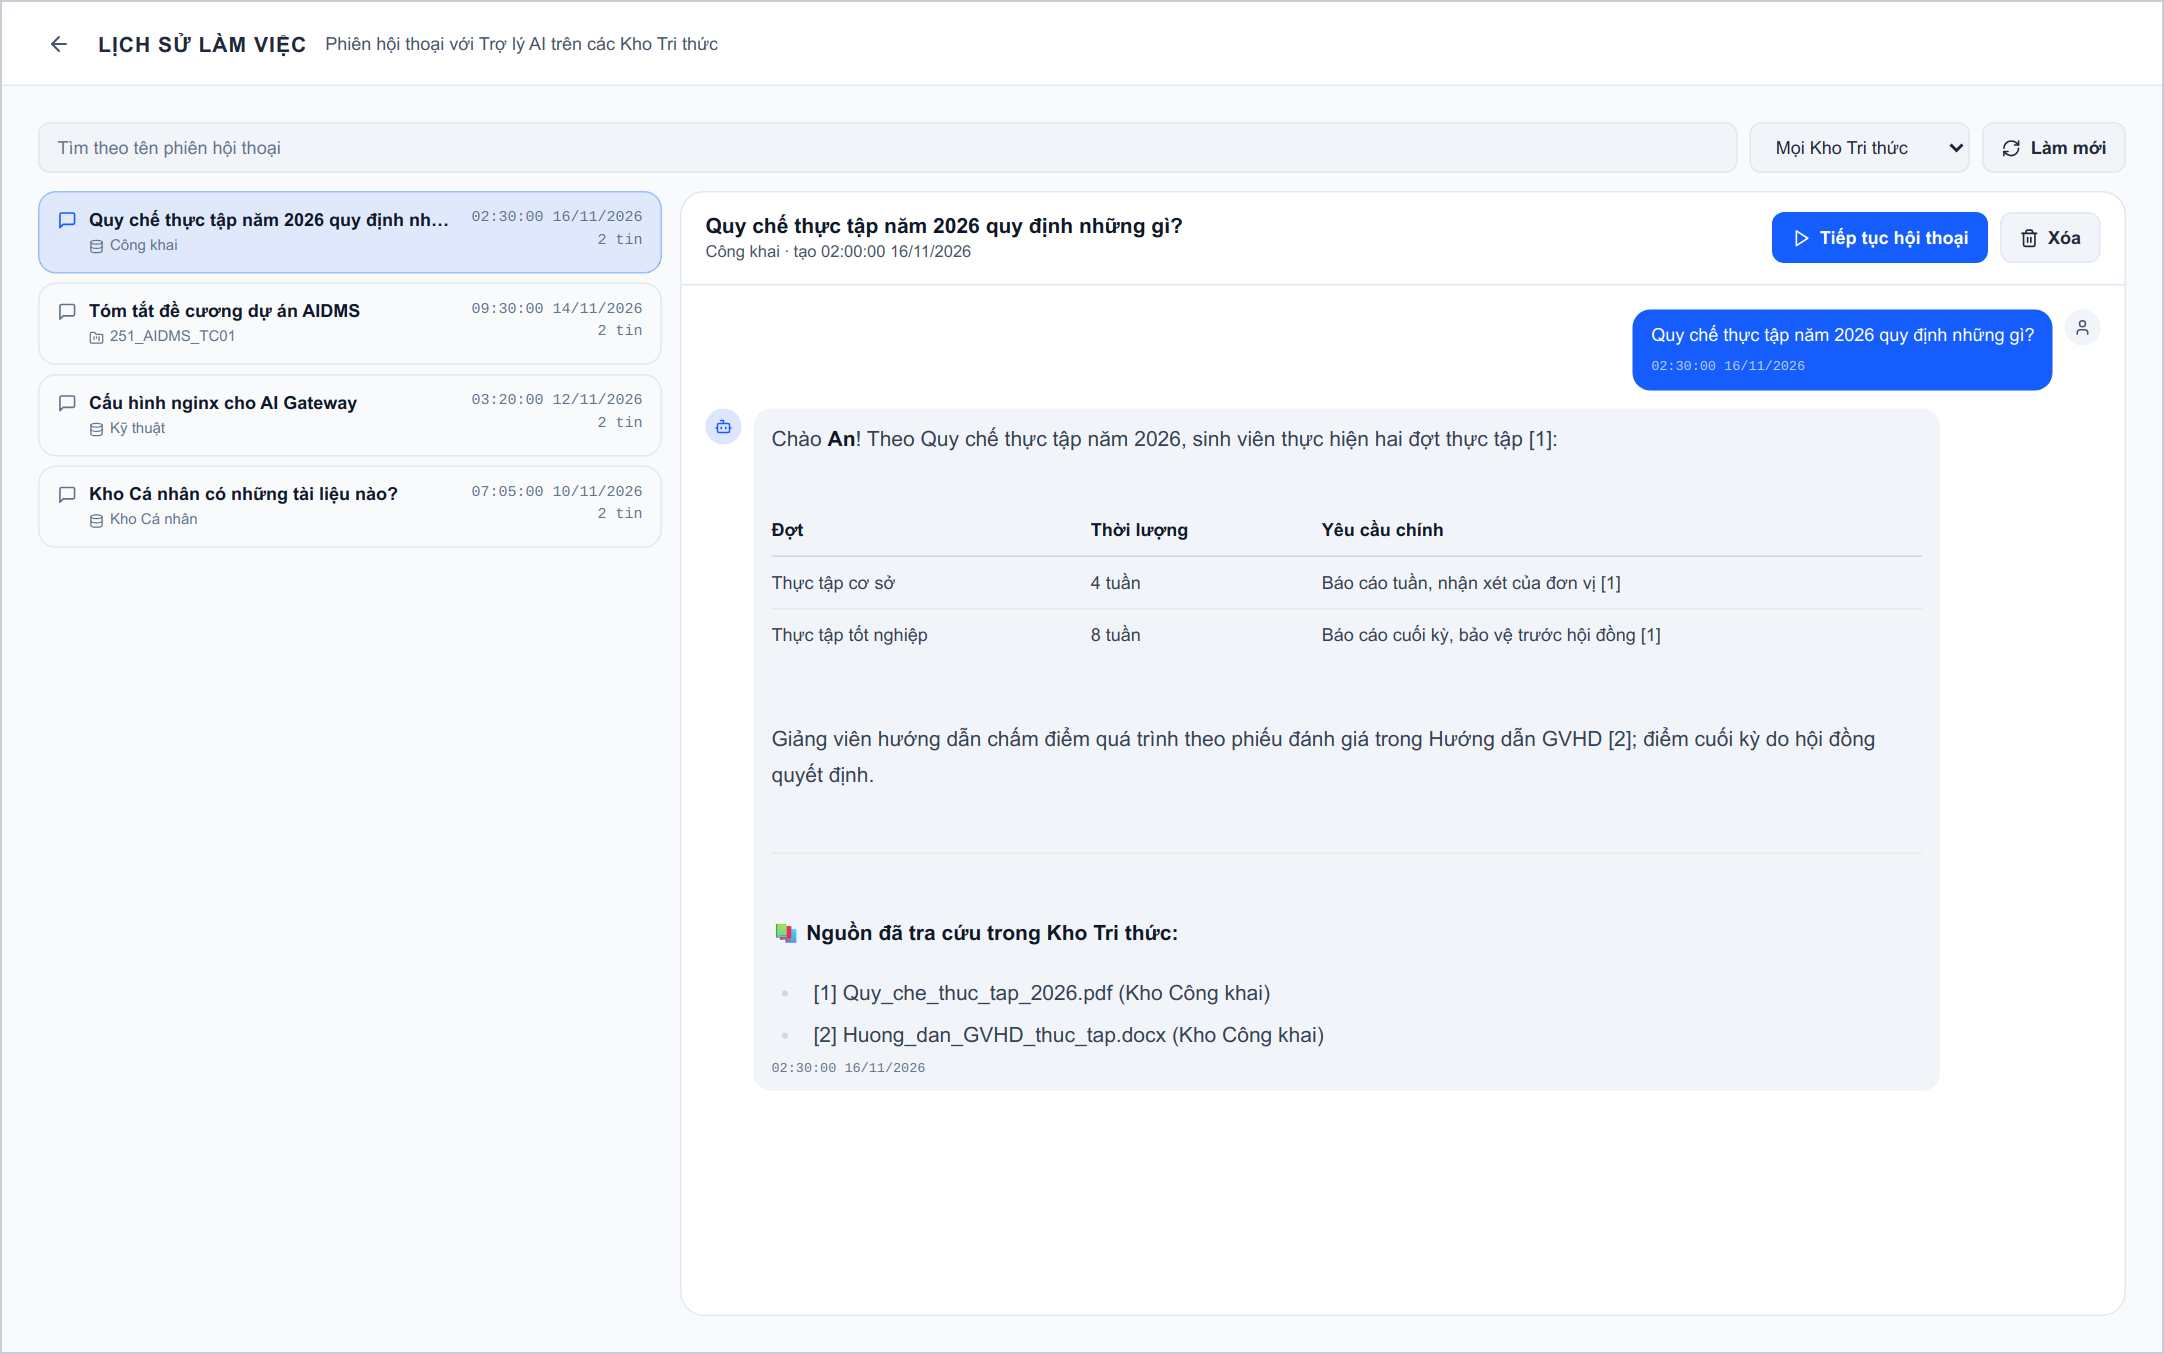 LỊCH SỬ LÀM VIỆC Phiên hội thoại với Trợ lý AI trên các Kho Tri thức
Tìm theo tên phiên hội thoại
Mọi Kho Tri thức
Làm mới
Quy chế thực tập năm 2026 quy định nh... 02:30:00 16/11/2026
Công khai 2 tin
Tóm tắt đề cương dự án AIDMS 09:30:00 14/11/2026
251_AIDMS_TC01 2 tin
Cấu hình nginx cho AI Gateway 03:20:00 12/11/2026
Kỹ thuật 2 tin
Kho Cá nhân có những tài liệu nào? 07:05:00 10/11/2026
Kho Cá nhân 2 tin
Quy chế thực tập năm 2026 quy định những gì?
Công khai · tạo 02:00:00 16/11/2026
Tiếp tục hội thoại
Xóa
Quy chế thực tập năm 2026 quy định những gì?
02:30:00 16/11/2026
Chào An! Theo Quy chế thực tập năm 2026, sinh viên thực hiện hai đợt thực tập [1]:
Đợt Thời lượng Yêu cầu chính
Thực tập cơ sở 4 tuần Báo cáo tuần, nhận xét của đơn vị [1]
Thực tập tốt nghiệp 8 tuần Báo cáo cuối kỳ, bảo vệ trước hội đồng [1]
Giảng viên hướng dẫn chấm điểm quá trình theo phiếu đánh giá trong Hướng dẫn GVHD [2]; điểm cuối kỳ do hội đồng
quyết định.
Nguồn đã tra cứu trong Kho Tri thức:
[1] Quy_che_thuc_tap_2026.pdf (Kho Công khai)
[2] Huong_dan_GVHD_thuc_tap.docx (Kho Công khai)
02:30:00 16/11/2026